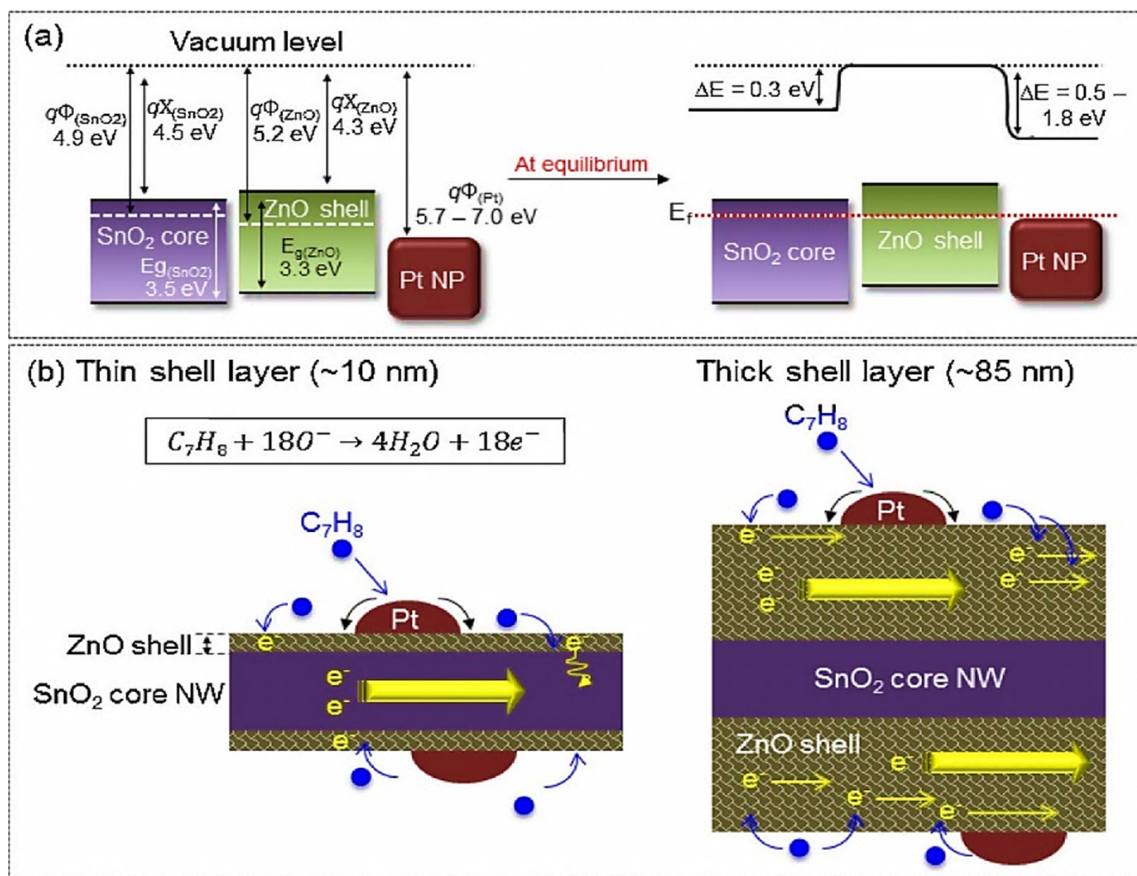 (a)
Vacuum level
qΦ(SnO2)
4.9 eV
qX(SnO2)
4.5 eV
qΦ(ZnO)
5.2 eV
qX(ZnO)
4.3 eV
qΦ(Pt)
5.7 – 7.0 eV
SnO₂ core
Eg(SnO2)
3.5 eV
ZnO shell
Eg(ZnO)
3.3 eV
Pt NP
At equilibrium
ΔE = 0.3 eV
ΔE = 0.5 –
1.8 eV
Ef
SnO₂ core
ZnO shell
Pt NP
(b) Thin shell layer (~10 nm)
C₇H₈ + 18O⁻ → 4H₂O + 18e⁻
C₇H₈
Pt
ZnO shell
SnO₂ core NW
e
e⁻
e⁻
e⁻
e⁻
Thick shell layer (~85 nm)
C₇H₈
Pt
e⁻
e⁻
e⁻
e⁻
e⁻
SnO₂ core NW
ZnO shell
e⁻
e⁻
e⁻
e⁻